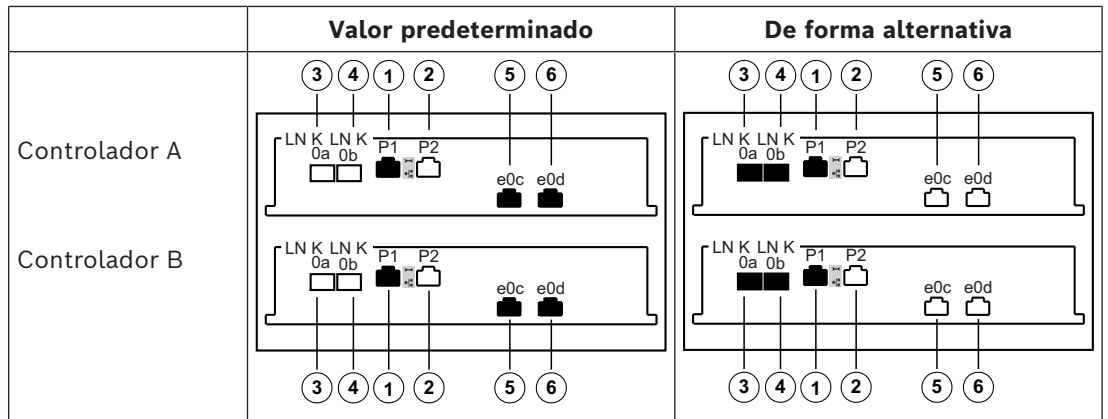 Valor predeterminado De forma alternativa
3 4 1 2 5 6 3 4 1 2 5 6
Controlador A
LN K LN K P1 P2 LN K LN K P1 P2
0a 0b 0a 0b
e0c e0d e0c e0d
Controlador B
LN K LN K P1 P2 LN K LN K P1 P2
0a 0b 0a 0b
e0c e0d e0c e0d
3 4 1 2 5 6 3 4 1 2 5 6